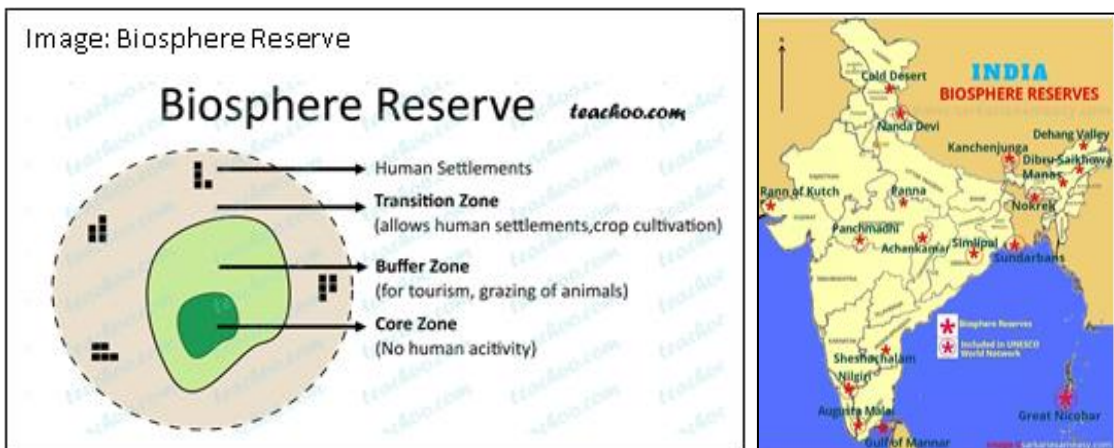 Image: Biosphere Reserve
Biosphere Reserve
teachoo.com
Human Settlements
Transition Zone
(allows human settlements,crop cultivation)
Buffer Zone
(for tourism, grazing of animals)
Core Zone
(No human acitivity)
INDIA
BIOSPHERE RESERVES
Cold Desert
Nanda Devi
Dehang Valley
Kanchenjunga
Dibru-Saikhowa
Manas
Rann of Kutch
Panna
Nokrek
Panchmadhi
Achankamar
Simlipal
Sundarbans
Biosphere Reserves
Included in UNESCO
World Network
Sheshachalam
Nilgiri
Augusta Malai
Great Nicobar
Gulf of Mannar